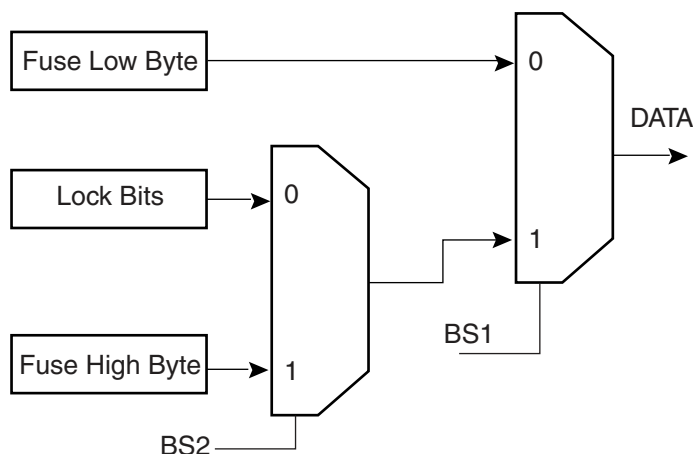 Fuse Low Byte
0
DATA
Lock Bits
0
1
BS1
Fuse High Byte
1
BS2